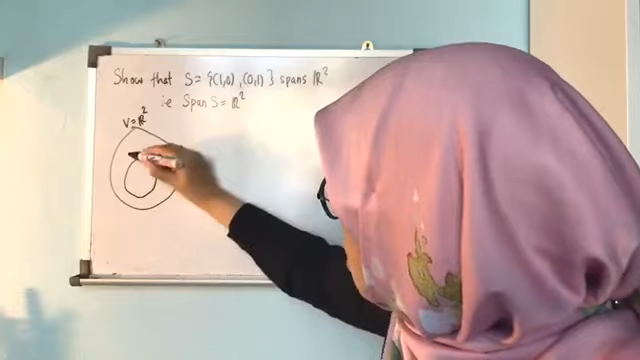 Show that S = {(1,0), (0,1)} spans ℝ²
ie Span S = ℝ²
V = ℝ²